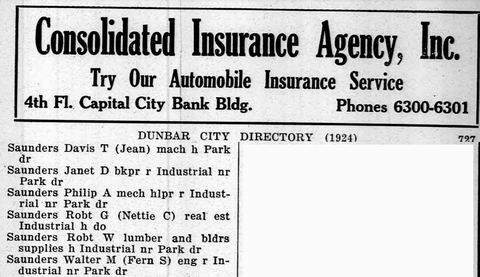 Consolidated Insurance Agency, Inc.
Try Our Automobile Insurance Service
4th Fl. Capital City Bank Bldg. Phones 6300-6301
DUNBAR CITY DIRECTORY (1924) 727
Saunders Davis T (Jean) mach h Park
dr
Saunders Janet D bkpr r Industrial nr
Park dr
Saunders Philip A mech hlpr r Indust-
rial nr Park dr
Saunders Robt G (Nettie C) real est
Industrial h do
Saunders Robt W lumber and bldrs
supplies h Industrial nr Park dr
Saunders Walter M (Fern S) eng r In-
dustrial nr Park dr